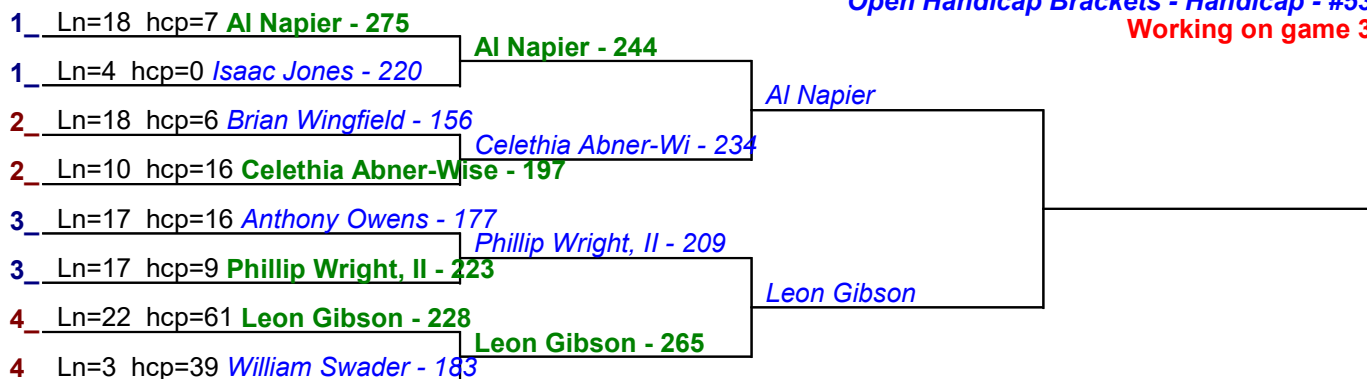 Open Handicap Brackets - Handicap - #53
Working on game 3
1_ Ln=18 hcp=7 Al Napier - 275
Al Napier - 244
1_ Ln=4 hcp=0 Isaac Jones - 220
Al Napier
2_ Ln=18 hcp=6 Brian Wingfield - 156
Celethia Abner-Wi - 234
2_ Ln=10 hcp=16 Celethia Abner-Wise - 197
3_ Ln=17 hcp=16 Anthony Owens - 177
Phillip Wright, II - 209
3_ Ln=17 hcp=9 Phillip Wright, II - 223
Leon Gibson
4_ Ln=22 hcp=61 Leon Gibson - 228
Leon Gibson - 265
4 Ln=3 hcp=39 William Swader - 183